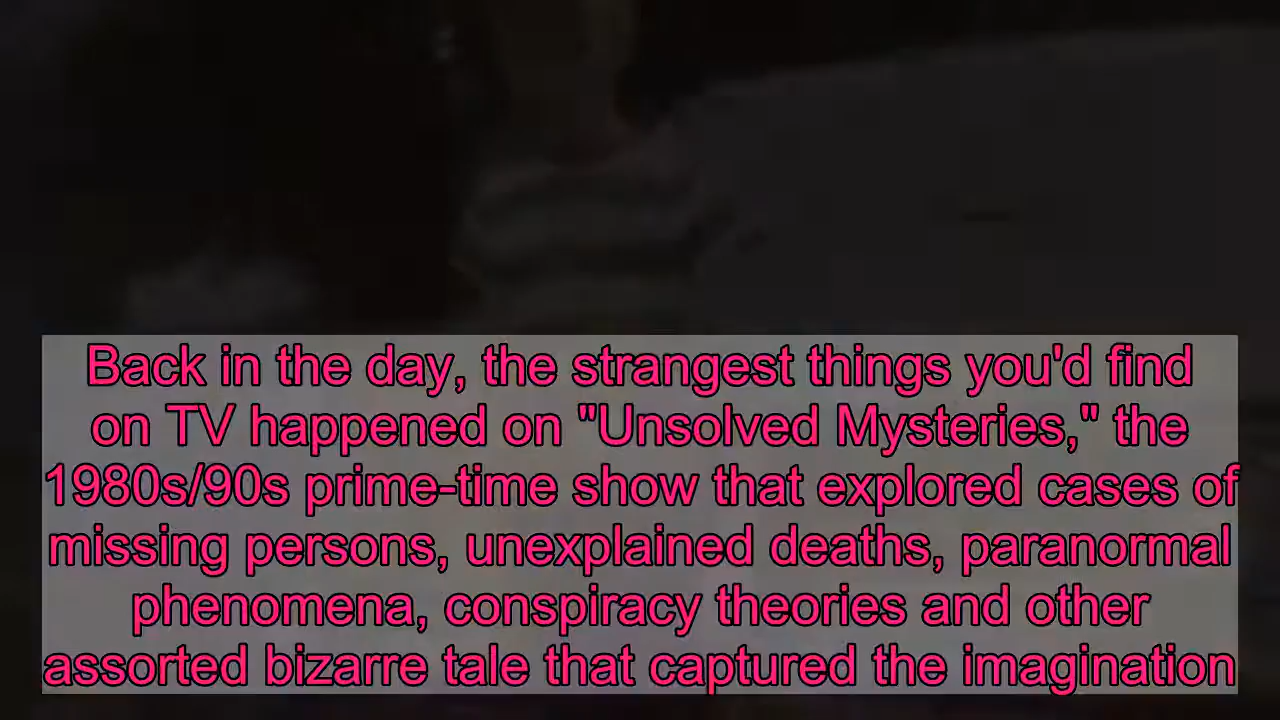 Back in the day, the strangest things you'd find
on TV happened on "Unsolved Mysteries," the
1980s/90s prime-time show that explored cases of
missing persons, unexplained deaths, paranormal
phenomena, conspiracy theories and other
assorted bizarre tale that captured the imagination